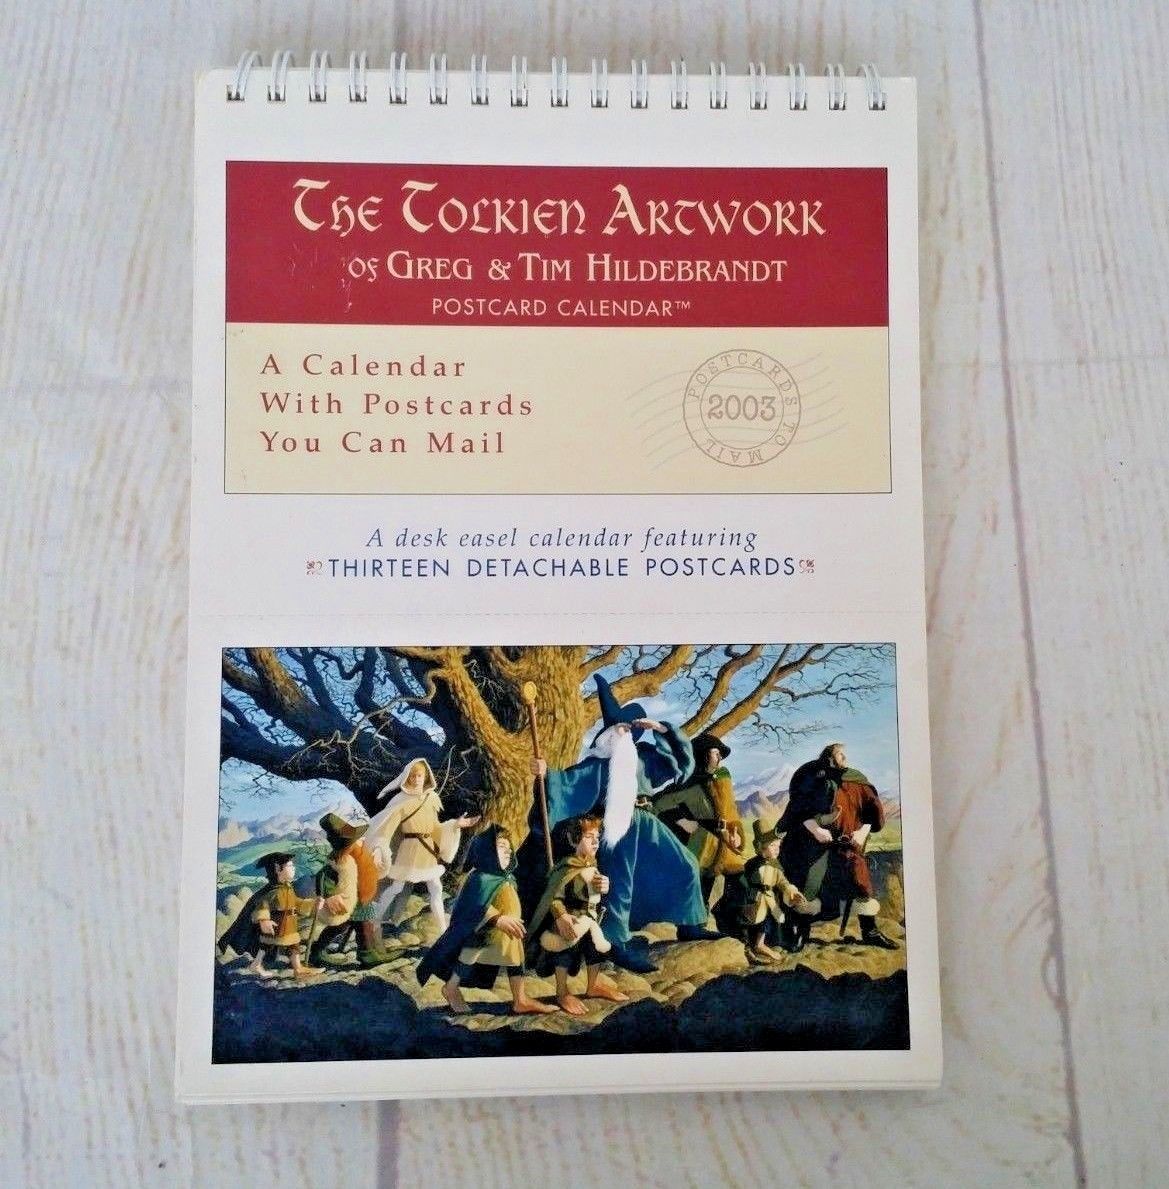 The Tolkien Artwork
of Greg & Tim Hildebrandt
POSTCARD CALENDAR™
A Calendar
With Postcards
You Can Mail
POSTCARDS TO MAIL
2003
A desk easel calendar featuring
THIRTEEN DETACHABLE POSTCARDS